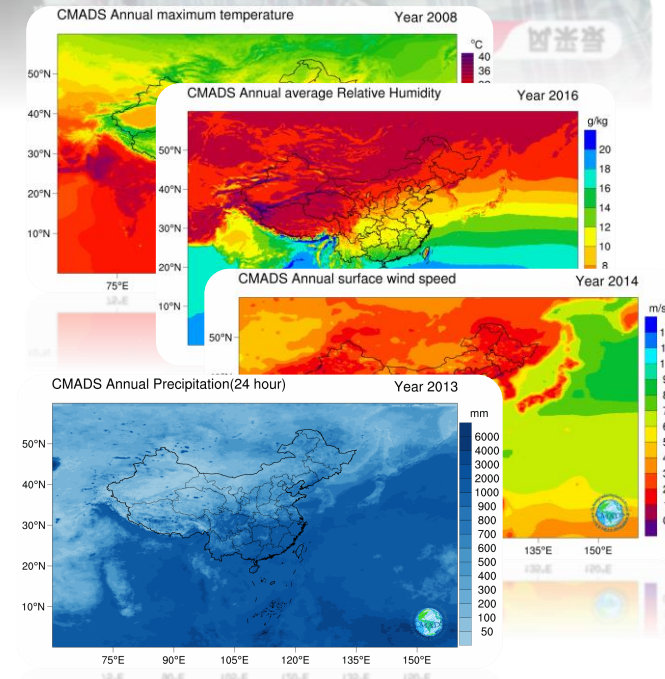 CMADS Annual maximum temperature
Year 2008
°C
40
36
50°N
40°N
30°N
20°N
10°N
75°E
CMADS Annual average Relative Humidity
Year 2016
g/kg
20
18
16
14
12
10
8
50°N
40°N
30°N
20°N
10°N
CMADS Annual surface wind speed
Year 2014
50°N
135°E
150°E
CMADS Annual Precipitation(24 hour)
Year 2013
mm
6000
4000
3000
2000
1000
900
800
700
600
500
400
300
200
100
50
50°N
40°N
30°N
20°N
10°N
75°E
90°E
105°E
120°E
135°E
150°E